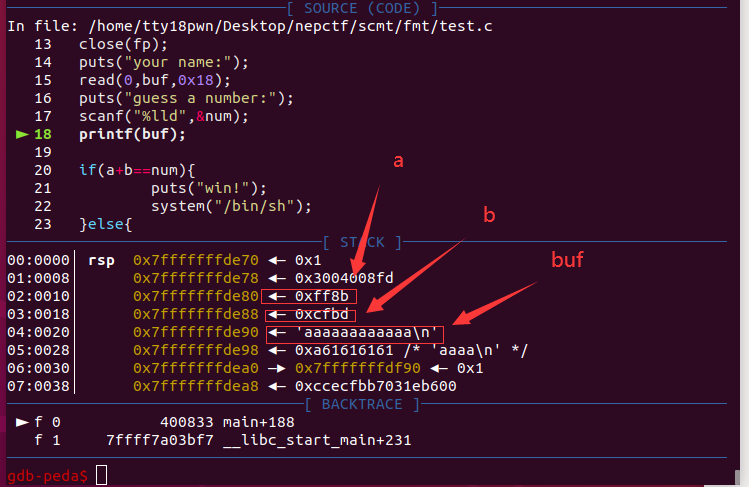 [ SOURCE (CODE) ]
In file: /home/tty18pwn/Desktop/nepctf/scmt/fmt/test.c
13 close(fp);
14 puts("your name:");
15 read(0,buf,0x18);
16 puts("guess a number:");
17 scanf("%lld",&num);
► 18 printf(buf);
19
20 if(a+b==num){
21 puts("win!");
22 system("/bin/sh");
23 }else{
a
b
buf
[ STACK ]
00:0000│ rsp 0x7fffffffde70 ◄— 0x1
01:0008│ 0x7fffffffde78 ◄— 0x3004008fd
02:0010│ 0x7fffffffde80 ◄— 0xff8b
03:0018│ 0x7fffffffde88 ◄— 0xcfbd
04:0020│ 0x7fffffffde90 ◄— 'aaaaaaaaaaaa\n'
05:0028│ 0x7fffffffde98 ◄— 0xa61616161 /* 'aaaa\n' */
06:0030│ 0x7fffffffdea0 —► 0x7fffffffdf90 ◄— 0x1
07:0038│ 0x7fffffffdea8 ◄— 0xccecfbb7031eb600
[ BACKTRACE ]
► f 0 400833 main+188
f 1 7ffff7a03bf7 __libc_start_main+231
gdb-peda$